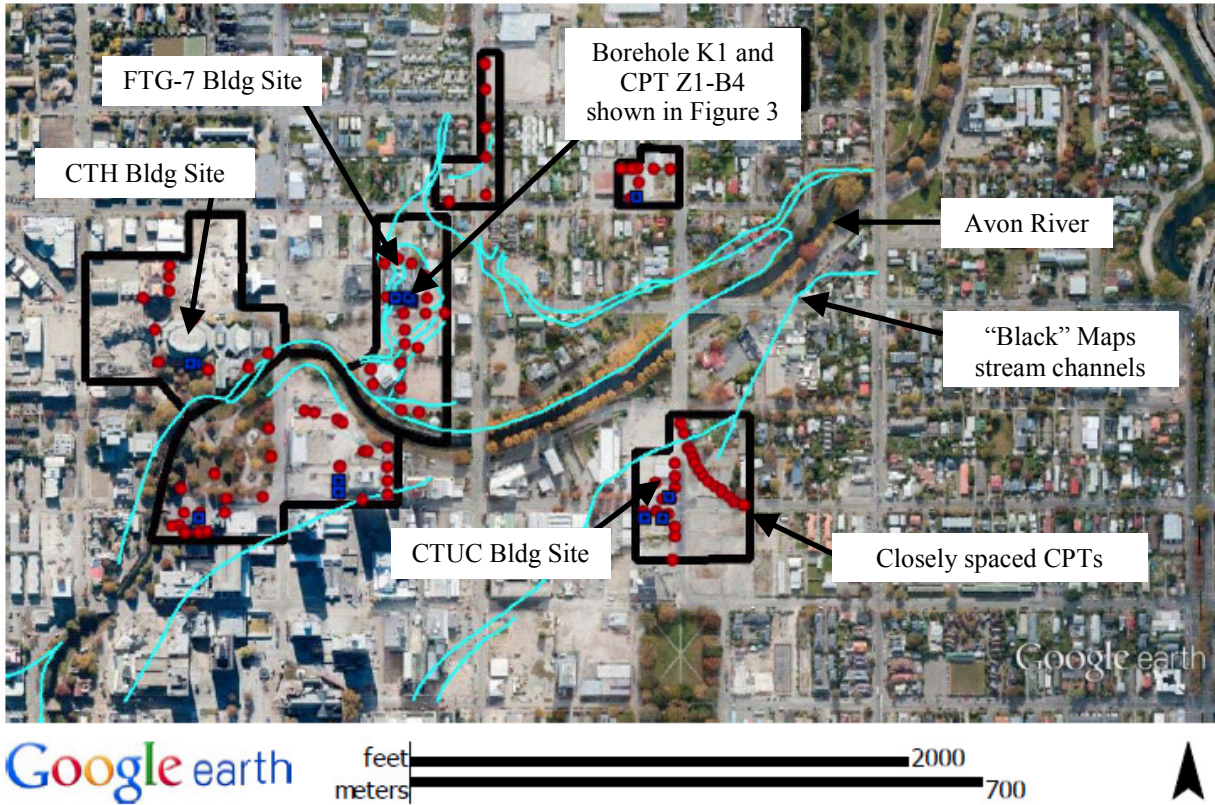 Borehole K1 and
CPT Z1-B4
shown in Figure 3
FTG-7 Bldg Site
CTH Bldg Site
Avon River
“Black” Maps
stream channels
CTUC Bldg Site
Closely spaced CPTs
Google earth
Google earth
feet 2000
meters 700